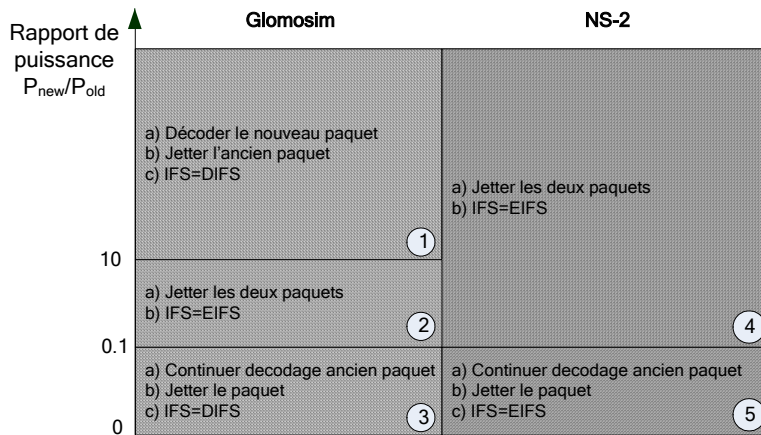 Glomosim
NS-2
Rapport de
puissance
Pnew/Pold
a) Décoder le nouveau paquet
b) Jetter l'ancien paquet
c) IFS=DIFS
1
a) Jetter les deux paquets
b) IFS=EIFS
4
10
a) Jetter les deux paquets
b) IFS=EIFS
2
0.1
a) Continuer decodage ancien paquet
b) Jetter le paquet
c) IFS=DIFS
3
a) Continuer decodage ancien paquet
b) Jetter le paquet
c) IFS=EIFS
5
0